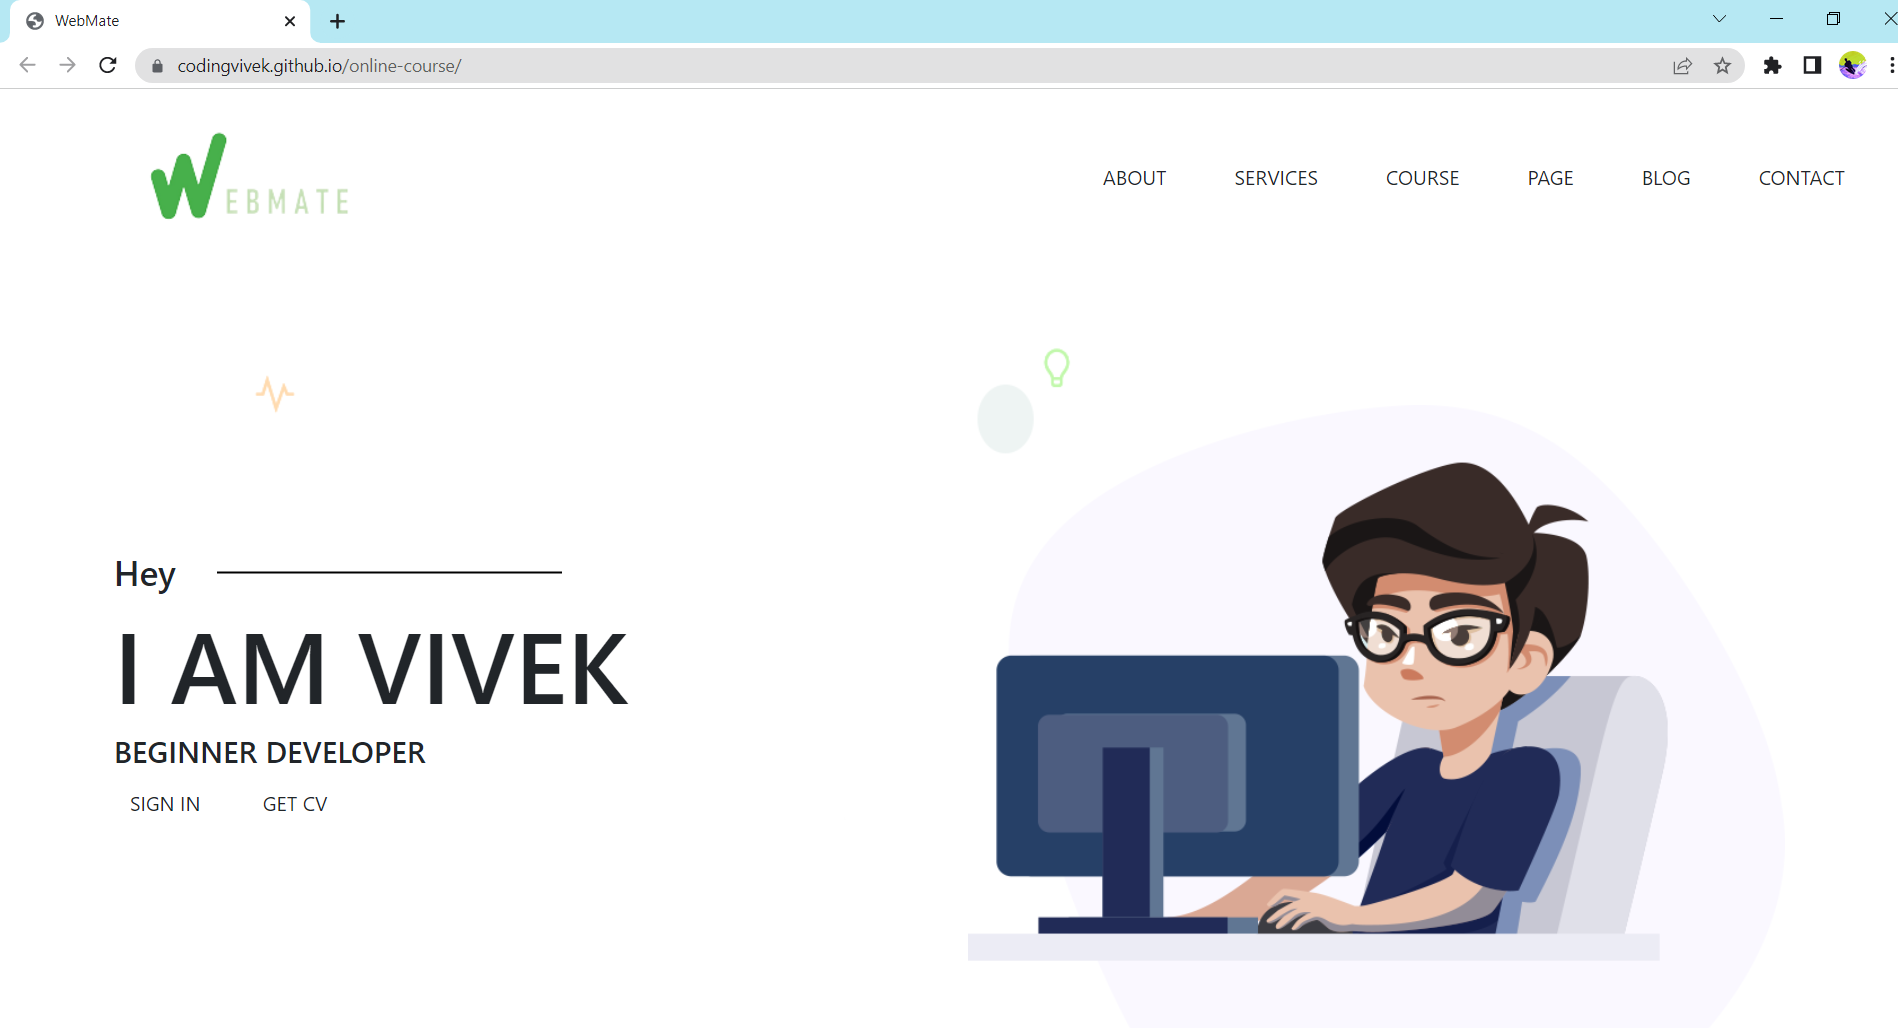 WebMate
codingvivek.github.io/online-course/
WEBMATE
ABOUT SERVICES COURSE PAGE BLOG CONTACT
Hey
I AM VIVEK
BEGINNER DEVELOPER
SIGN IN GET CV